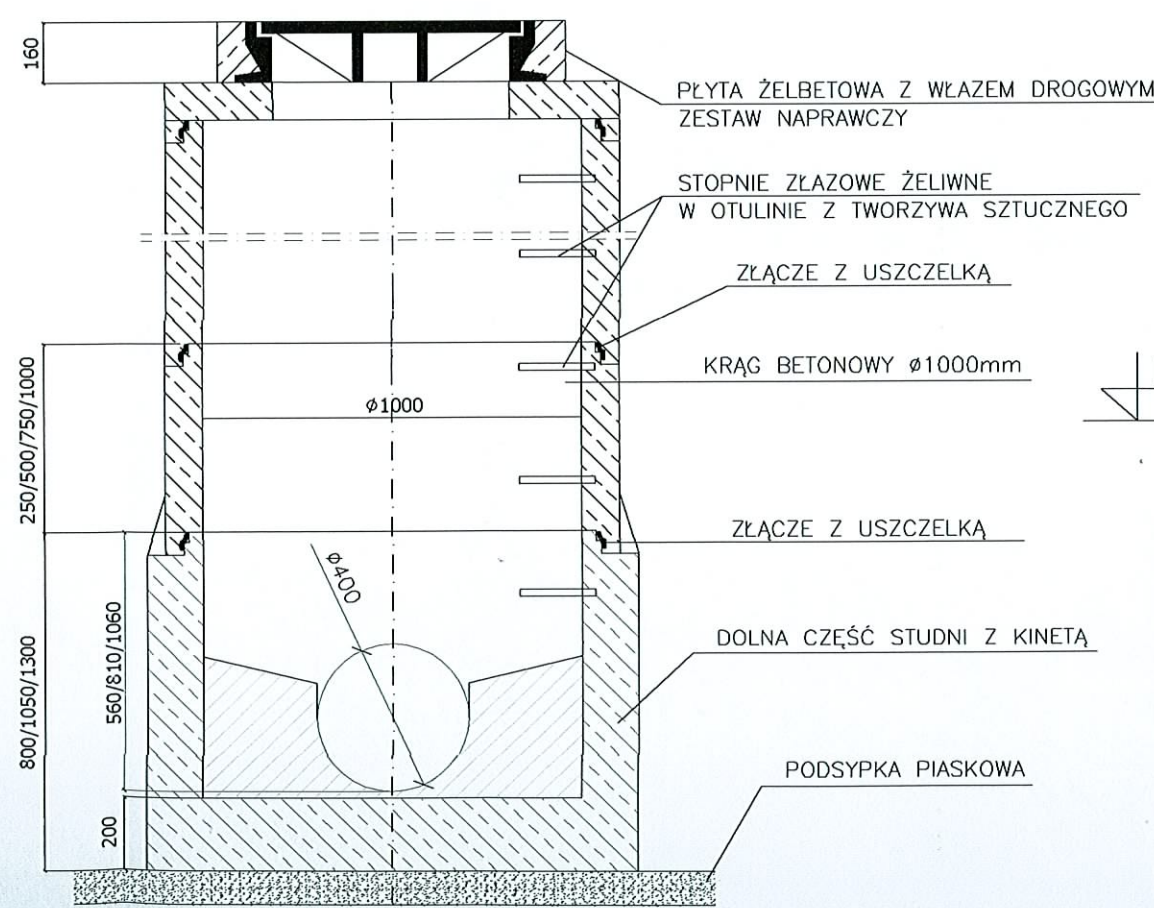 160
PŁYTA ŻELBETOWA Z WŁAZEM DROGOWYM
ZESTAW NAPRAWCZY
STOPNIE ZŁAZOWE ŻELIWNE
W OTULINIE Z TWORZYWA SZTUCZNEGO
ZŁĄCZE Z USZCZELKĄ
KRĄG BETONOWY ø1000mm
ø1000
250/500/750/1000
ZŁĄCZE Z USZCZELKĄ
ø400
DOLNA CZĘŚĆ STUDNI Z KINETĄ
560/810/1060
800/1050/1300
PODSYPKA PIASKOWA
200